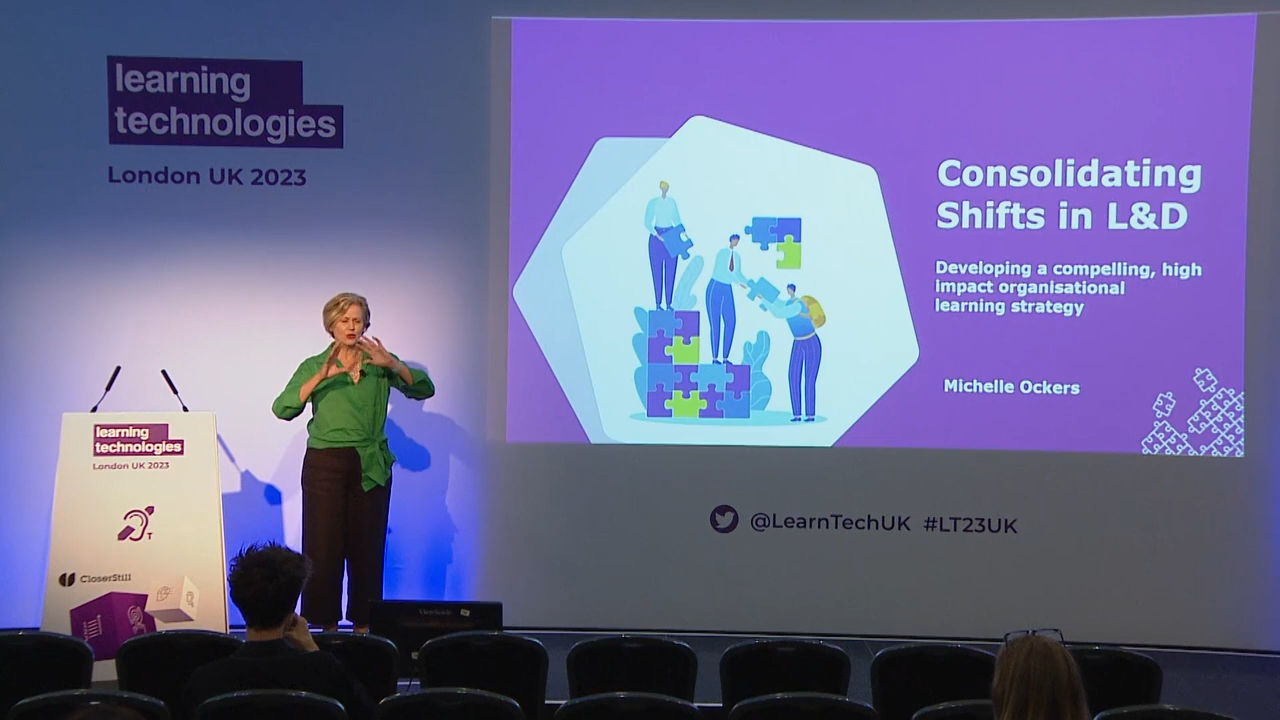 learning
technologies
London UK 2023
Consolidating
Shifts in L&D
Developing a compelling, high
impact organisational
learning strategy
Michelle Ockers
@LearnTechUK #LT23UK
learning
technologies
London UK 2023
T
CloserStill
ViewSonic